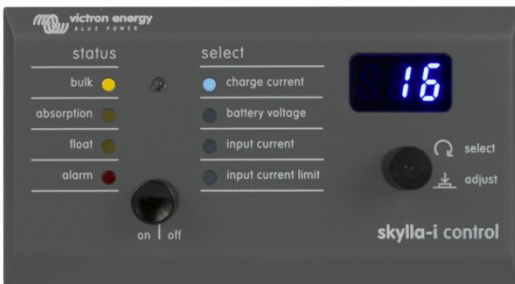 victron energy
BLUE POWER
status
select
bulk
charge current
16
absorption
battery voltage
float
input current
select
alarm
input current limit
adjust
on | off
skylla-i control